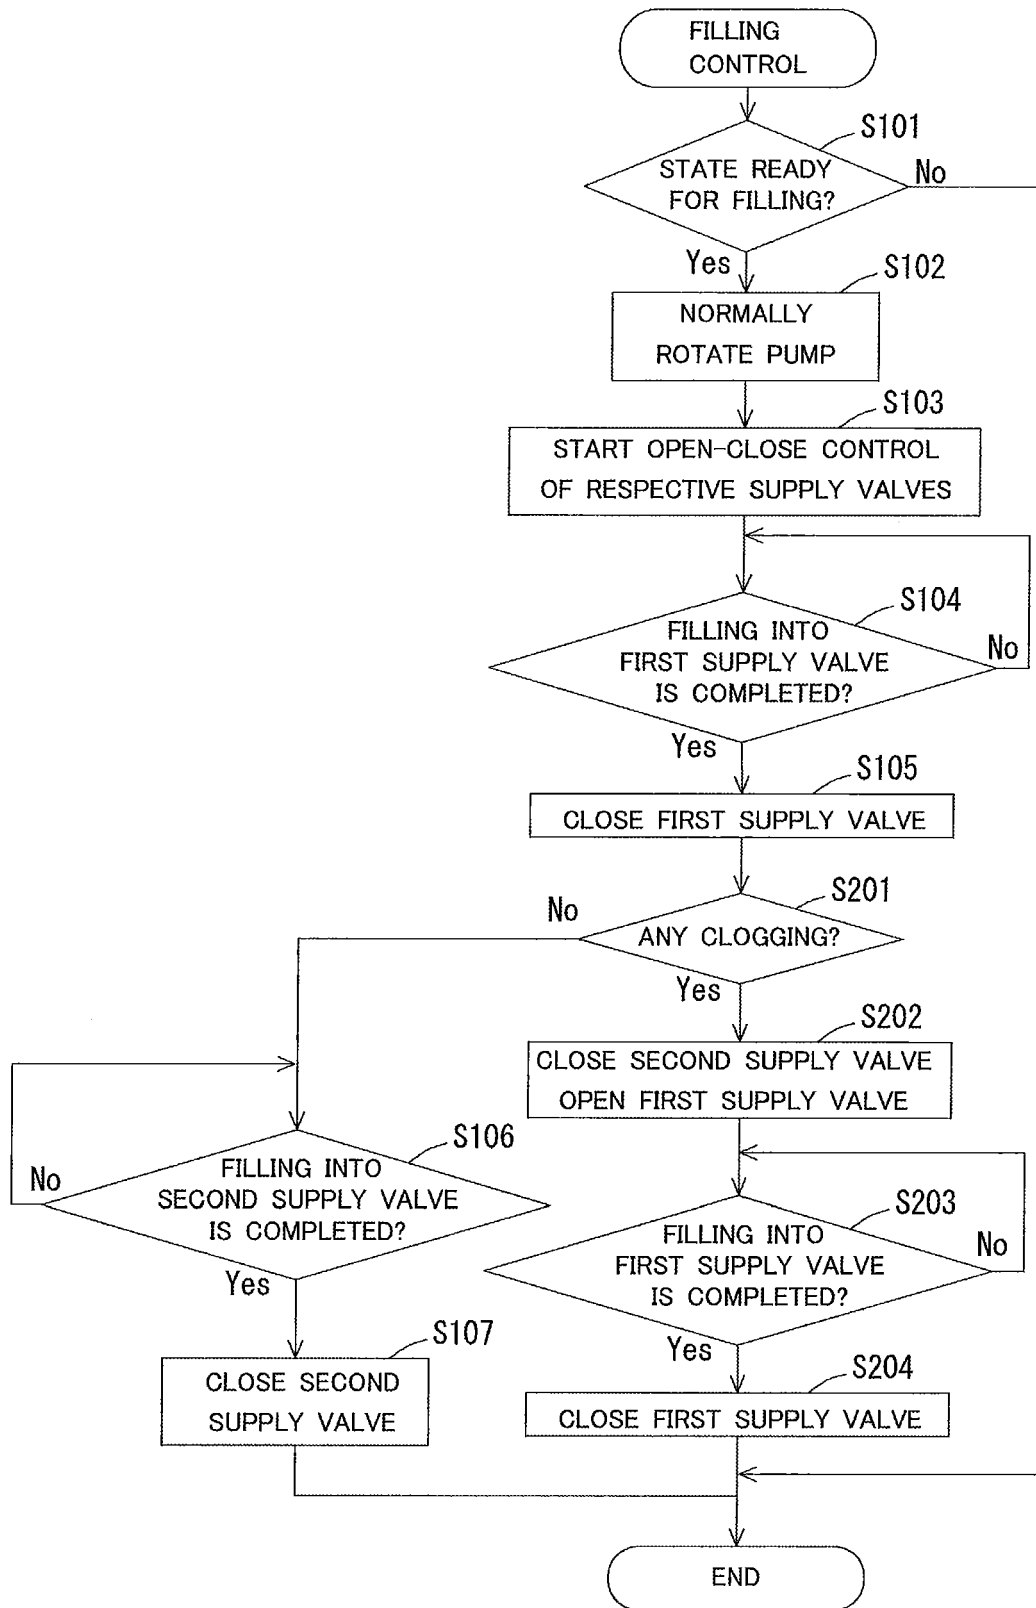 FILLING
CONTROL
S101
STATE READY
FOR FILLING?
No
Yes
S102
NORMALLY
ROTATE PUMP
S103
START OPEN-CLOSE CONTROL
OF RESPECTIVE SUPPLY VALVES
S104
FILLING INTO
FIRST SUPPLY VALVE
IS COMPLETED?
No
Yes
S105
CLOSE FIRST SUPPLY VALVE
S201
No
ANY CLOGGING?
Yes
S202
CLOSE SECOND SUPPLY VALVE
OPEN FIRST SUPPLY VALVE
S106
No
FILLING INTO
SECOND SUPPLY VALVE
IS COMPLETED?
Yes
S203
FILLING INTO
FIRST SUPPLY VALVE
IS COMPLETED?
No
Yes
S107
CLOSE SECOND
SUPPLY VALVE
S204
CLOSE FIRST SUPPLY VALVE
END